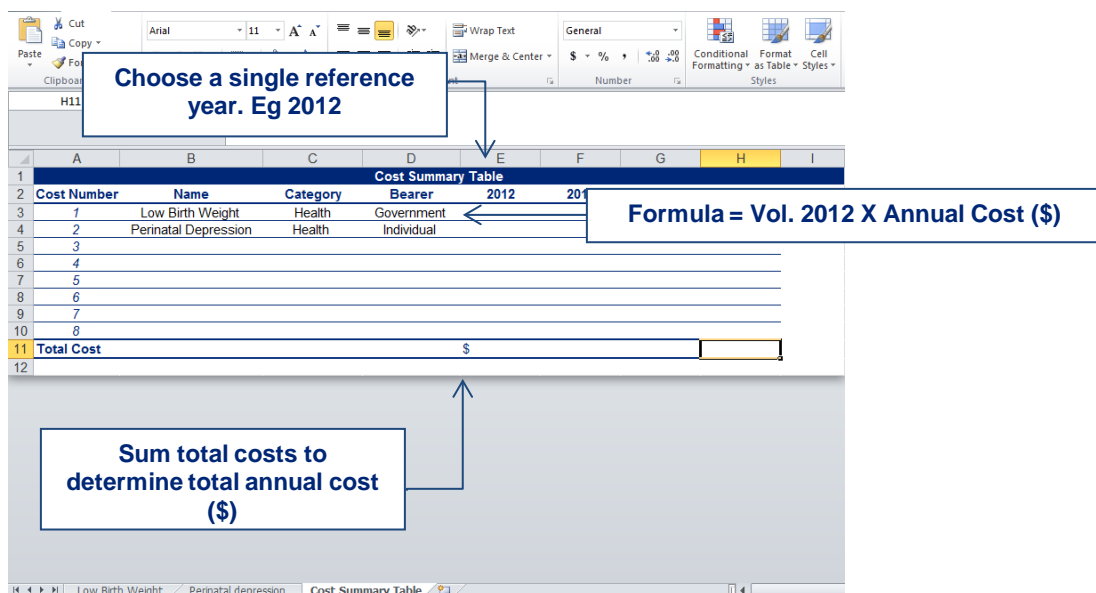 Cut
Copy
Paste
Clipboar
Arial
11
Wrap Text
Merge & Center
General
$ % ,
Number
Conditional Formatting
Format as Table
Cell Styles
Styles
Choose a single reference
year. Eg 2012
H11
A B C D E F G H I
1 Cost Summary Table
2 Cost Number Name Category Bearer 2012 201
3 1 Low Birth Weight Health Government
4 2 Perinatal Depression Health Individual
5 3
6 4
7 5
8 6
9 7
10 8
11 Total Cost $
12
Formula = Vol. 2012 X Annual Cost ($)
Sum total costs to
determine total annual cost
($)
Low Birth Weight Perinatal depression Cost Summary Table